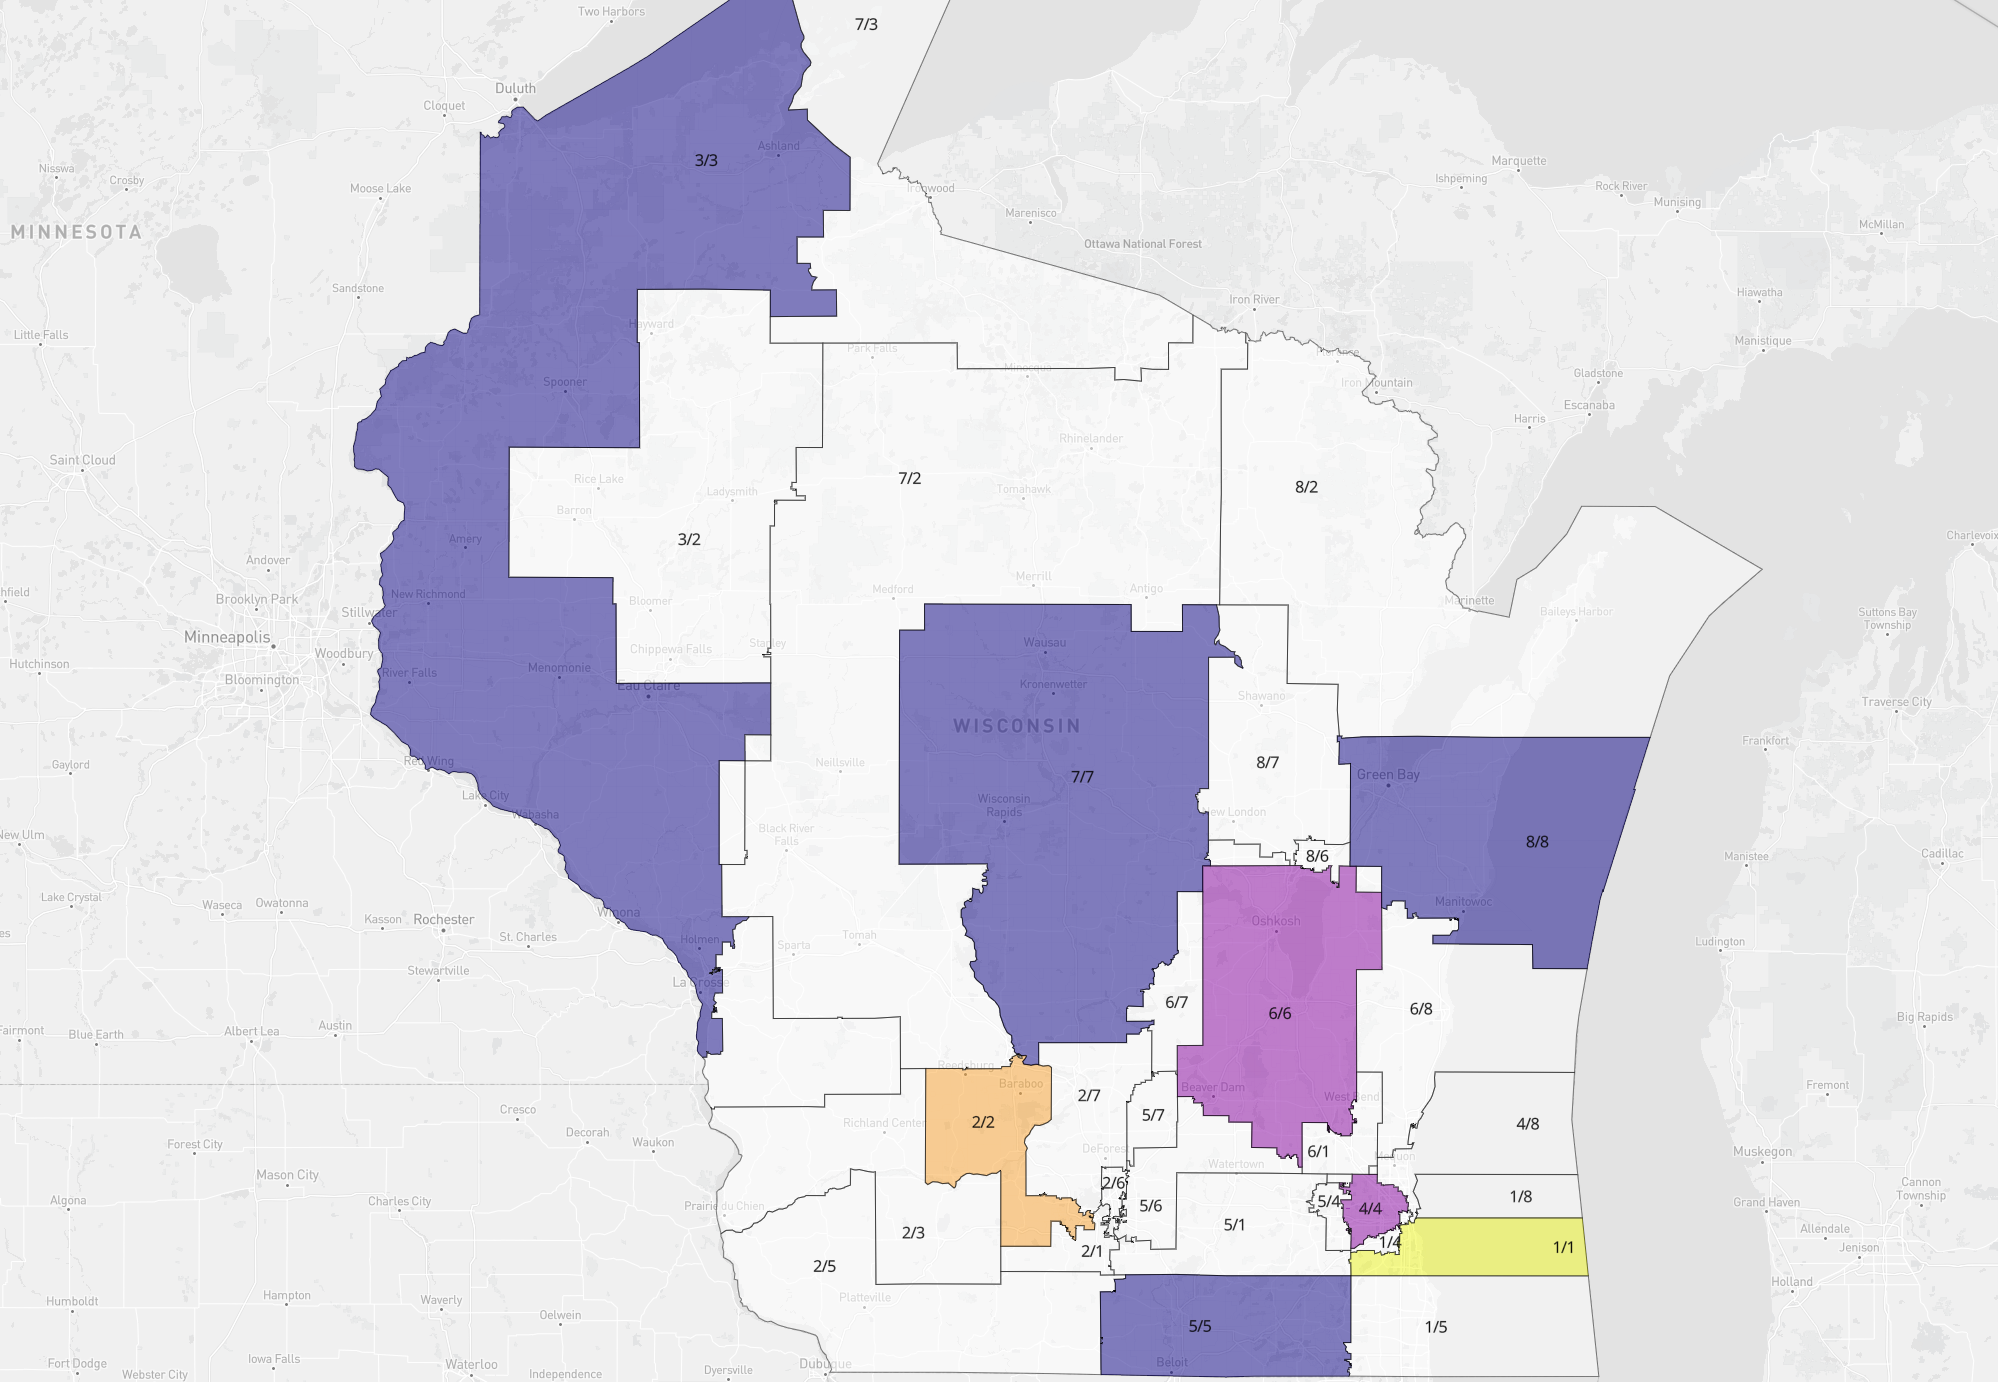 Two Harbors
7/3
Duluth
Cloquet
Ashland
3/3
Nisswa
Crosby
Moose Lake
Ironwood
Marquette
Ishpeming
Rock River
Munising
Marenisco
McMillan
MINNESOTA
Ottawa National Forest
Sandstone
Iron River
Hiawatha
Little Falls
Hayward
Park Falls
Manistique
Minocqua
Spooner
Iron Mountain
Gladstone
Escanaba
Harris
Rhinelander
Saint Cloud
Rice Lake
Ladysmith
7/2
Tomahawk
8/2
Barron
Amery
3/2
Charlevoix
Andover
Merrill
Medford
Antigo
New Richmond
Brooklyn Park
Bloomer
Marinette
Stillwater
Baileys Harbor
Suttons Bay
Township
Minneapolis
Wausau
Stanley
Chippewa Falls
Woodbury
Hutchinson
Menomonie
River Falls
Bloomington
Eau Claire
Kronenwetter
Shawano
Traverse City
WISCONSIN
Frankfort
Red Wing
Gaylord
Neillsville
8/7
7/7
Green Bay
Lake City
Wisconsin
Rapids
Wabasha
New London
New Ulm
Black River
Falls
8/8
8/6
Manistee
Cadillac
Lake Crystal
Waseca
Owatonna
Winona
Manitowoc
Kasson
Rochester
Oshkosh
St. Charles
Holmen
Sparta
Tomah
Ludington
Stewartville
La Crosse
6/7
6/6
6/8
Fairmont
Blue Earth
Albert Lea
Austin
Big Rapids
Reedsburg
Baraboo
Beaver Dam
West Bend
2/7
Fremont
Cresco
5/7
Richland Center
2/2
4/8
Forest City
Decorah
Waukon
DeForest
6/1
Muskegon
Mequon
Mason City
Watertown
2/6
Cannon
Township
Algona
Charles City
Prairie du Chien
5/6
5/4
4/4
1/8
Grand Haven
2/3
5/1
Allendale
1/4
1/1
Jenison
2/5
2/1
Holland
Humboldt
Hampton
Waverly
Platteville
Oelwein
5/5
1/5
Fort Dodge
Iowa Falls
Waterloo
Dubuque
Beloit
Webster City
Independence
Dyersville